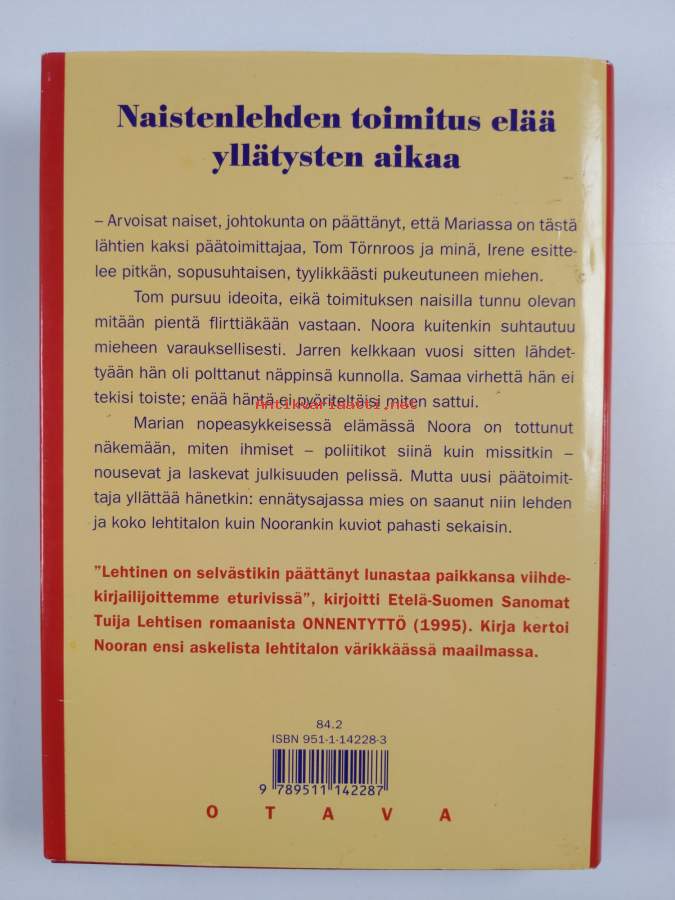 Naistenlehden toimitus elää
yllätysten aikaa
– Arvoisat naiset, johtokunta on päättänyt, että Mariassa on tästä
lähtien kaksi päätoimittajaa, Tom Törnroos ja minä, Irene esitte-
lee pitkän, sopusuhtaisen, tyylikkäästi pukeutuneen miehen.
Tom pursuu ideoita, eikä toimituksen naisilla tunnu olevan
mitään pientä flirttiäkään vastaan. Noora kuitenkin suhtautuu
mieheen varauksellisesti. Jarren kelkkaan vuosi sitten lähdet-
tyään hän oli polttanut näppinsä kunnolla. Samaa virhettä hän ei
tekisi toiste; enää häntä ei pyöriteltäisi miten sattui.
Antikvariaatti.net
Marian nopeasykkeisessä elämässä Noora on tottunut
näkemään, miten ihmiset – poliitikot siinä kuin missitkin –
nousevat ja laskevat julkisuuden pelissä. Mutta uusi päätoimit-
taja yllättää hänetkin: ennätysajassa mies on saanut niin lehden
ja koko lehtitalon kuin Noorankin kuviot pahasti sekaisin.
”Lehtinen on selvästikin päättänyt lunastaa paikkansa viihde-
kirjailijoittemme eturivissä”, kirjoitti Etelä-Suomen Sanomat
Tuija Lehtisen romaanista ONNENTYTTÖ (1995). Kirja kertoi
Nooran ensi askelista lehtitalon värikkäässä maailmassa.
84.2
ISBN 951-1-14228-3
9 789511 142287
OTAVA